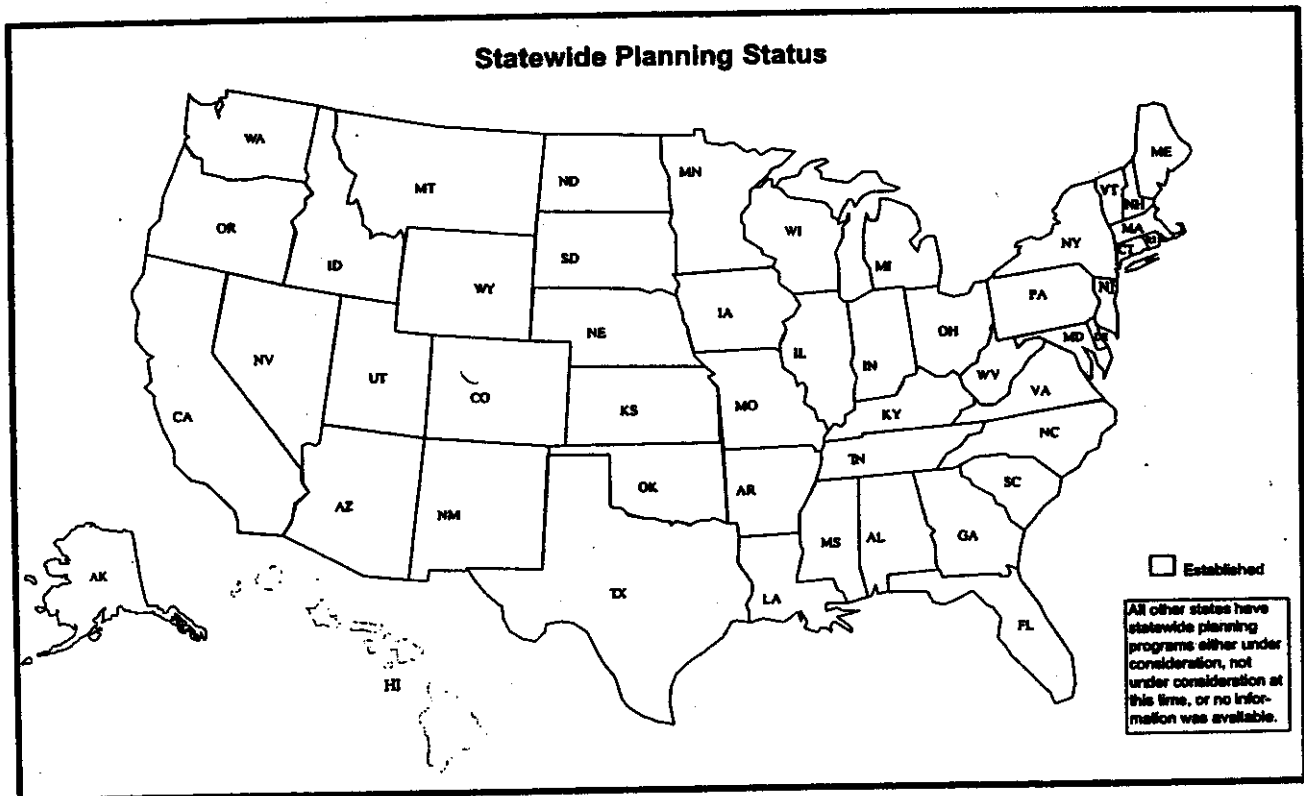 Statewide Planning Status
WA
MT
ND
MN
ME
VT
NH
OR
ID
SD
WI
NY
MA
CT
RI
WY
MI
IA
PA
NJ
NE
OH
MD
DE
NV
UT
CO
IL
IN
WV
VA
CA
KS
MO
KY
NC
TN
OK
AR
SC
AZ
NM
MS
AL
GA
AK
TX
LA
FL
HI
Established
All other states have
statewide planning
programs either under
consideration, not
under consideration at
this time, or no infor-
mation was available.